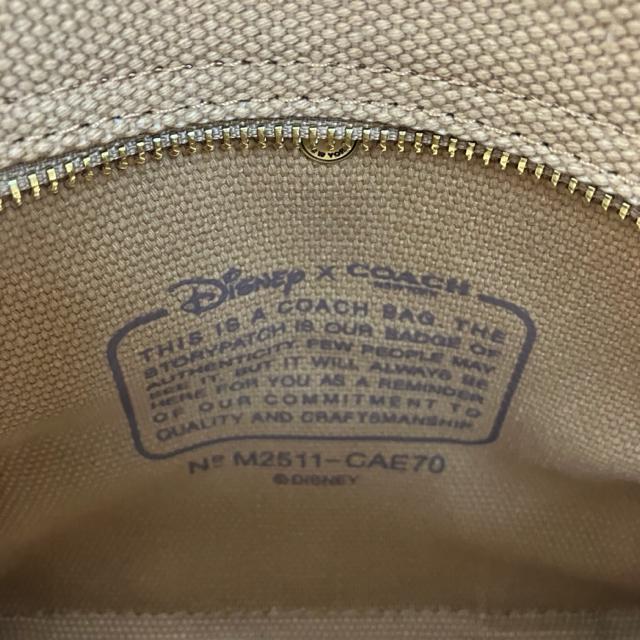 Disney x COACH
NEW YORK
THIS IS A COACH BAG. THE
STORYPATCH IS OUR BADGE OF
AUTHENTICITY. FEW PEOPLE MAY
SEE IT, BUT IT WILL ALWAYS BE
HERE FOR YOU AS A REMINDER
OF OUR COMMITMENT TO
QUALITY AND CRAFTSMANSHIP.
Nº M2511-CAE70
©DISNEY